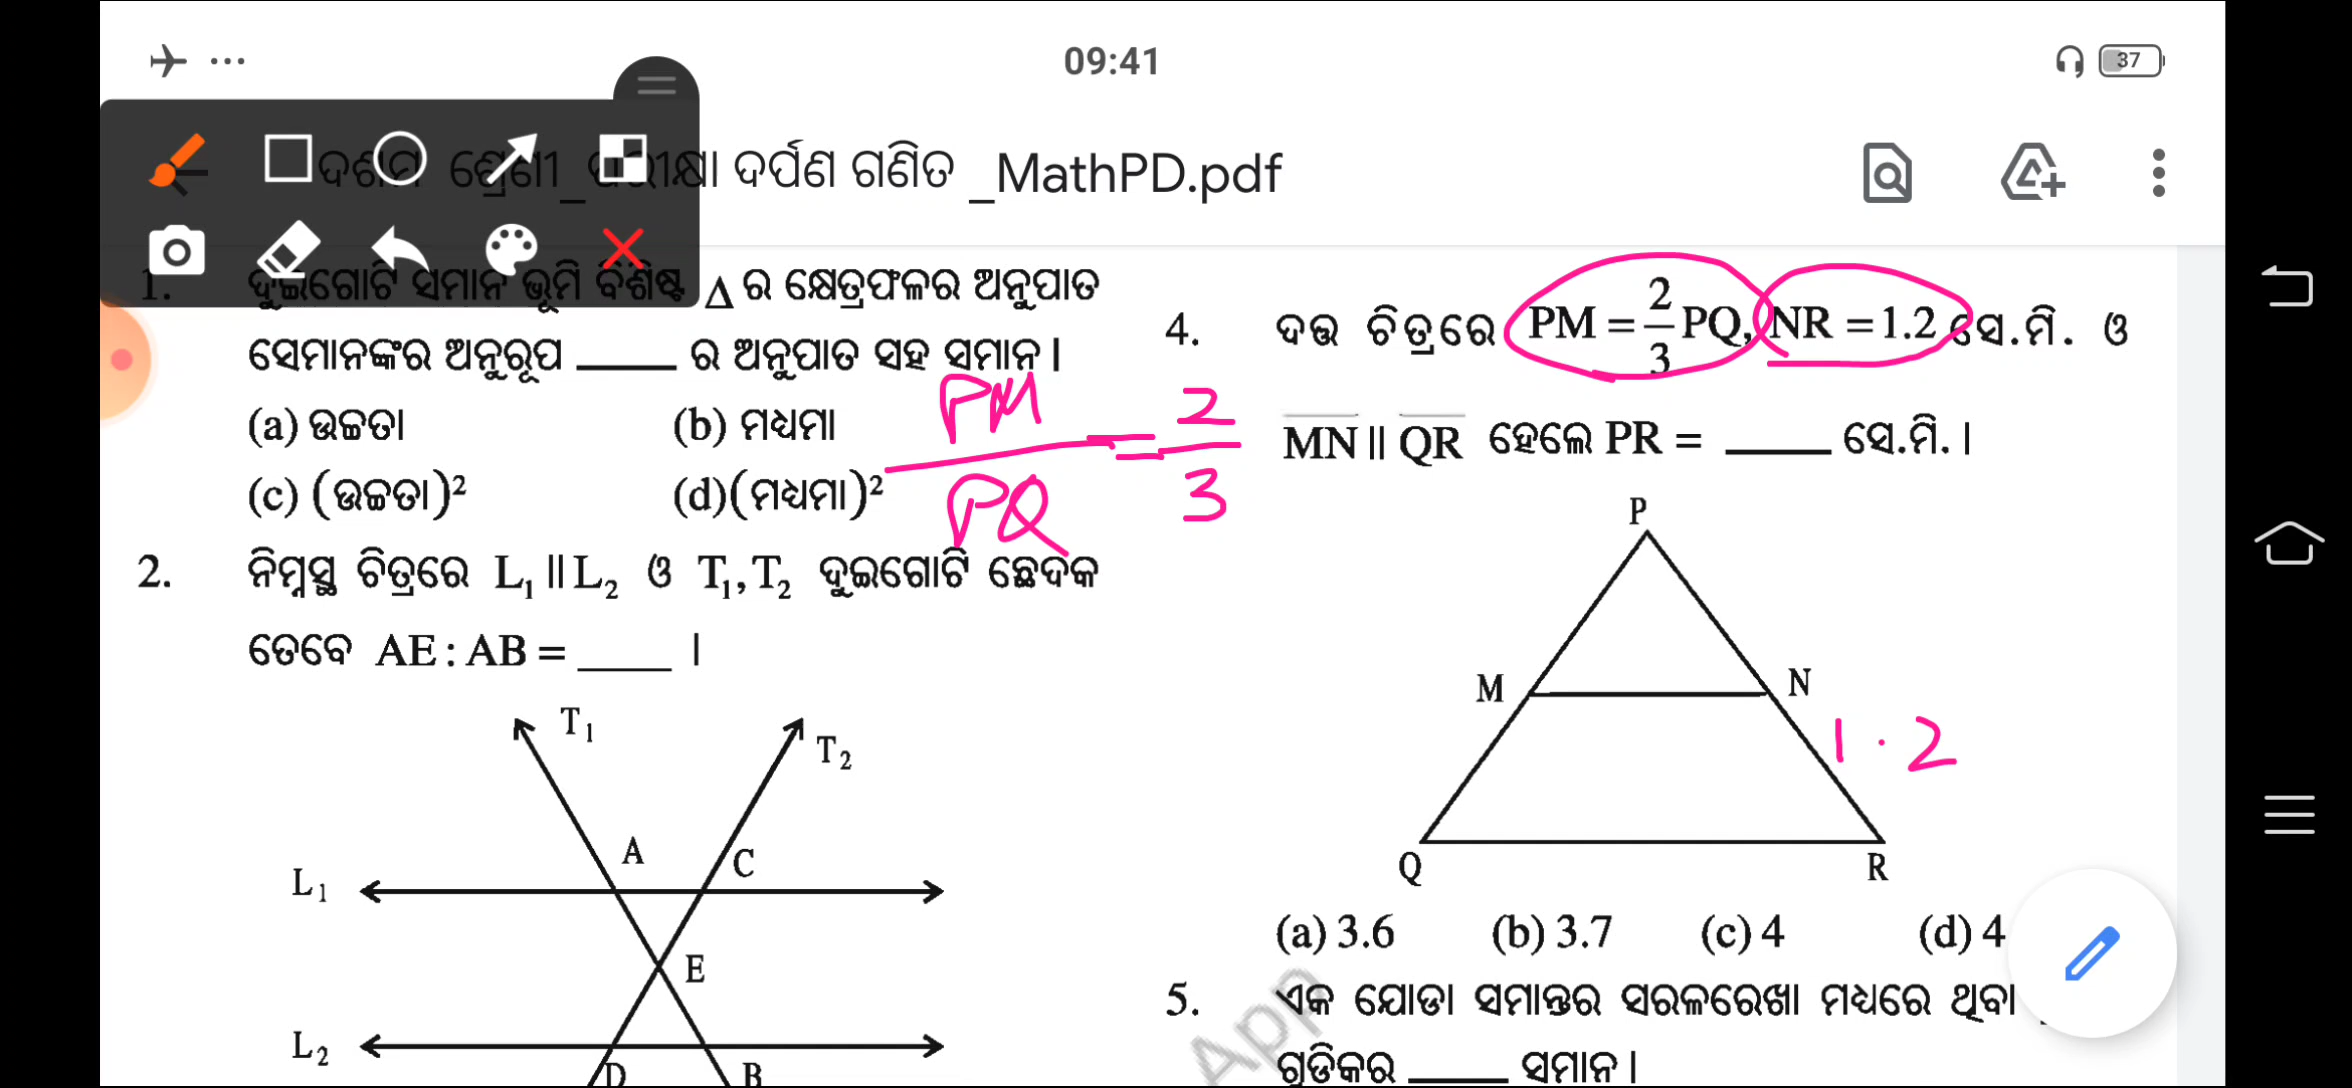 09:41
37
ଦଶମ ଶ୍ରେଣୀ_ପରୀକ୍ଷା ଦର୍ପଣ ଗଣିତ _MathPD.pdf
1. ଦୁଇଗୋଟି ସମାନ ଭୂମି ବିଶିଷ୍ଟ Δ ର କ୍ଷେତ୍ରଫଳର ଅନୁପାତ
ସେମାନଙ୍କର ଅନୁରୂପ _____ ର ଅନୁପାତ ସହ ସମାନ।
(a) ଉଚ୍ଚତା (b) ମଧ୍ୟମା
(c) (ଉଚ୍ଚତା)² (d)(ମଧ୍ୟମା)²
PM/PQ = 2/3
2. ନିମ୍ନସ୍ଥ ଚିତ୍ରରେ L₁ || L₂ ଓ T₁, T₂ ଦୁଇଗୋଟି ଛେଦକ
ତେବେ AE : AB = _____ ।
T₁
T₂
A
C
L₁
E
L₂
D B
4. ଦତ୍ତ ଚିତ୍ରରେ PM = 2/3 PQ, NR = 1.2 ସେ.ମି. ଓ
MN || QR ହେଲେ PR = _____ ସେ.ମି.।
P
M N
1.2
Q R
(a) 3.6 (b) 3.7 (c) 4 (d) 4
5. ଏକ ଯୋଡା ସମାନ୍ତର ସରଳରେଖା ମଧ୍ୟରେ ଥିବା
ଗୁଡିକର _____ ସମାନ।
App